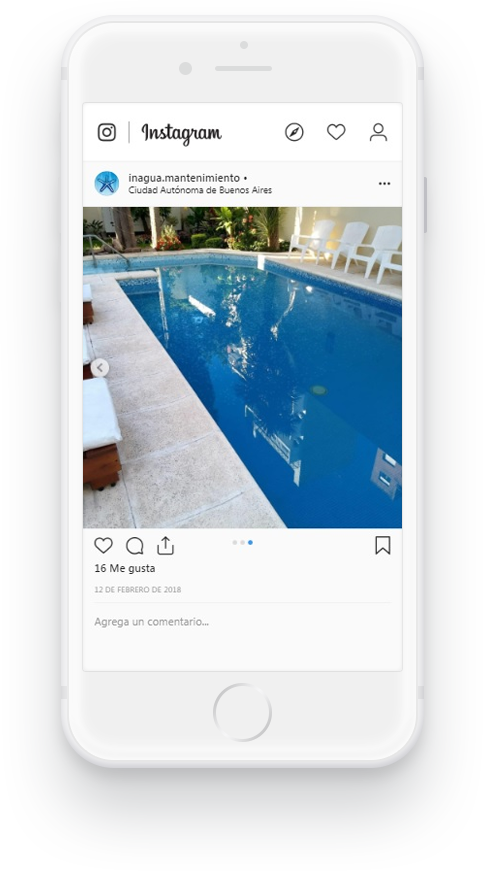 Instagram
inagua.mantenimiento •
Ciudad Autónoma de Buenos Aires
16 Me gusta
12 DE FEBRERO DE 2018
Agrega un comentario...